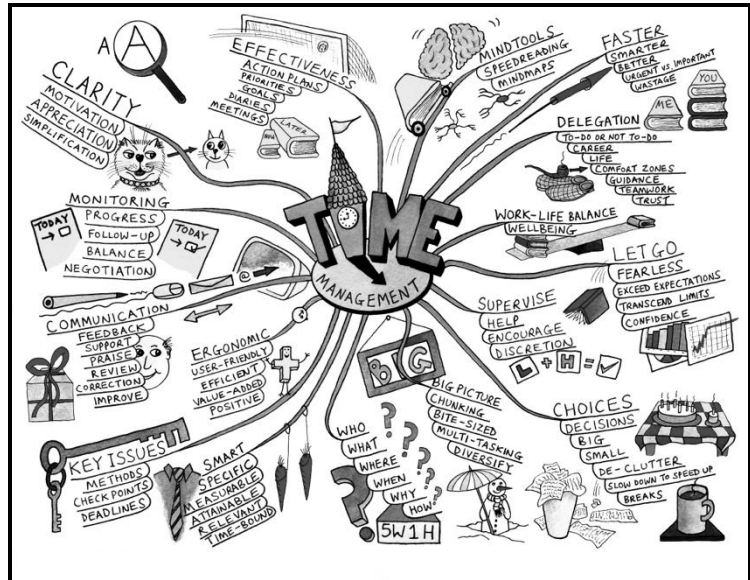 TIME
MANAGEMENT
A
A
CLARITY
MOTIVATION
APPRECIATION
SIMPLIFICATION
EFFECTIVENESS
ACTION PLANS
PRIORITIES
GOALS
DIARIES
MEETINGS
LATER
MINDTOOLS
SPEEDREADING
MINDMAPS
FASTER
SMARTER
BETTER
URGENT VS. IMPORTANT
WASTAGE
ME
YOU
DELEGATION
TO-DO OR NOT TO-DO
CAREER
LIFE
COMFORT ZONES
GUIDANCE
TEAMWORK
TRUST
WORK-LIFE BALANCE
WELLBEING
LET GO
FEARLESS
EXCEED EXPECTATIONS
TRANSCEND LIMITS
CONFIDENCE
SUPERVISE
HELP
ENCOURAGE
DISCRETION
L + H = ✓
CHOICES
DECISIONS
BIG
SMALL
DE-CLUTTER
SLOW DOWN TO SPEED UP
BREAKS
BIG
BIG PICTURE
CHUNKING
BITE-SIZED
MULTI-TASKING
DIVERSIFY
WHO
WHAT
WHERE
WHEN
WHY
HOW
5W1H
SMART
SPECIFIC
MEASURABLE
ATTAINABLE
RELEVANT
TIME-BOUND
KEY ISSUES
METHODS
CHECKPOINTS
DEADLINES
ERGONOMIC
USER-FRIENDLY
EFFICIENT
VALUE-ADDED
POSITIVE
COMMUNICATION
FEEDBACK
SUPPORT
PRAISE
REVIEW
CORRECTION
IMPROVE
@
MONITORING
PROGRESS
FOLLOW-UP
BALANCE
NEGOTIATION
TODAY
→
TODAY
→